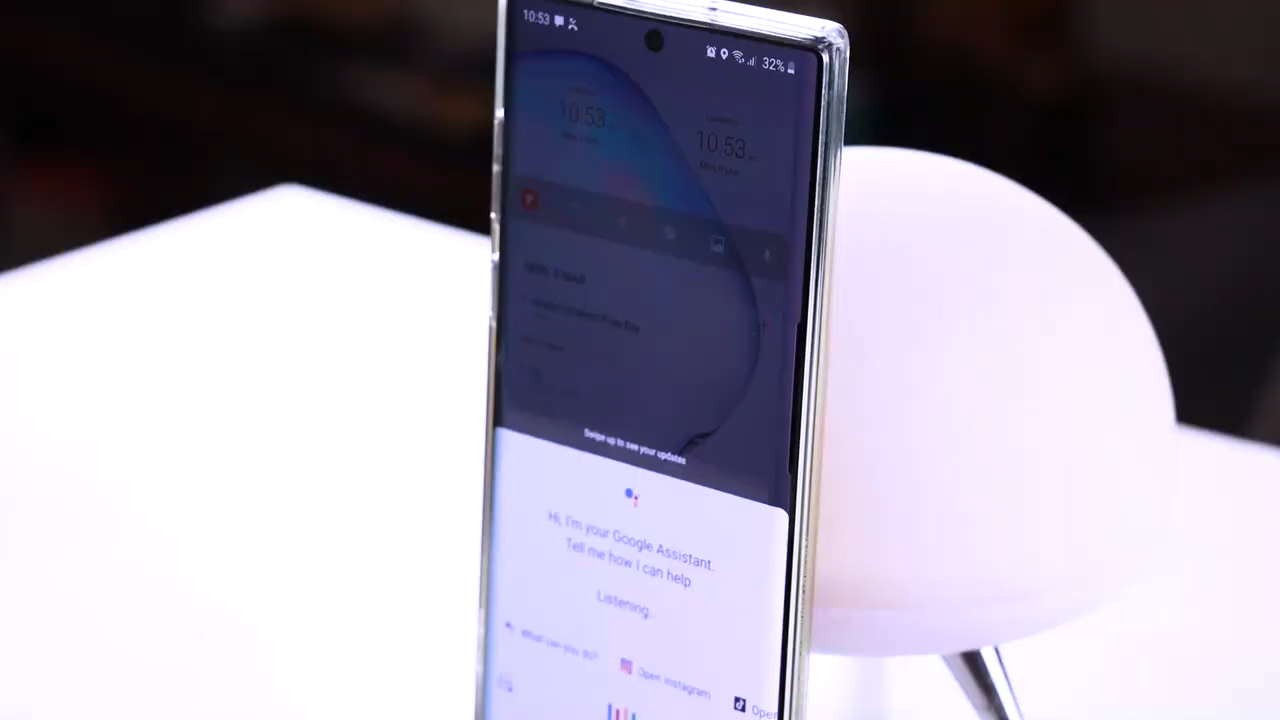 10:53
32%
10:53
10:53
Swipe up to see your updates
Hi, I'm your Google Assistant.
Tell me how I can help
Listening..
What can you do?
Open Instagram
Open